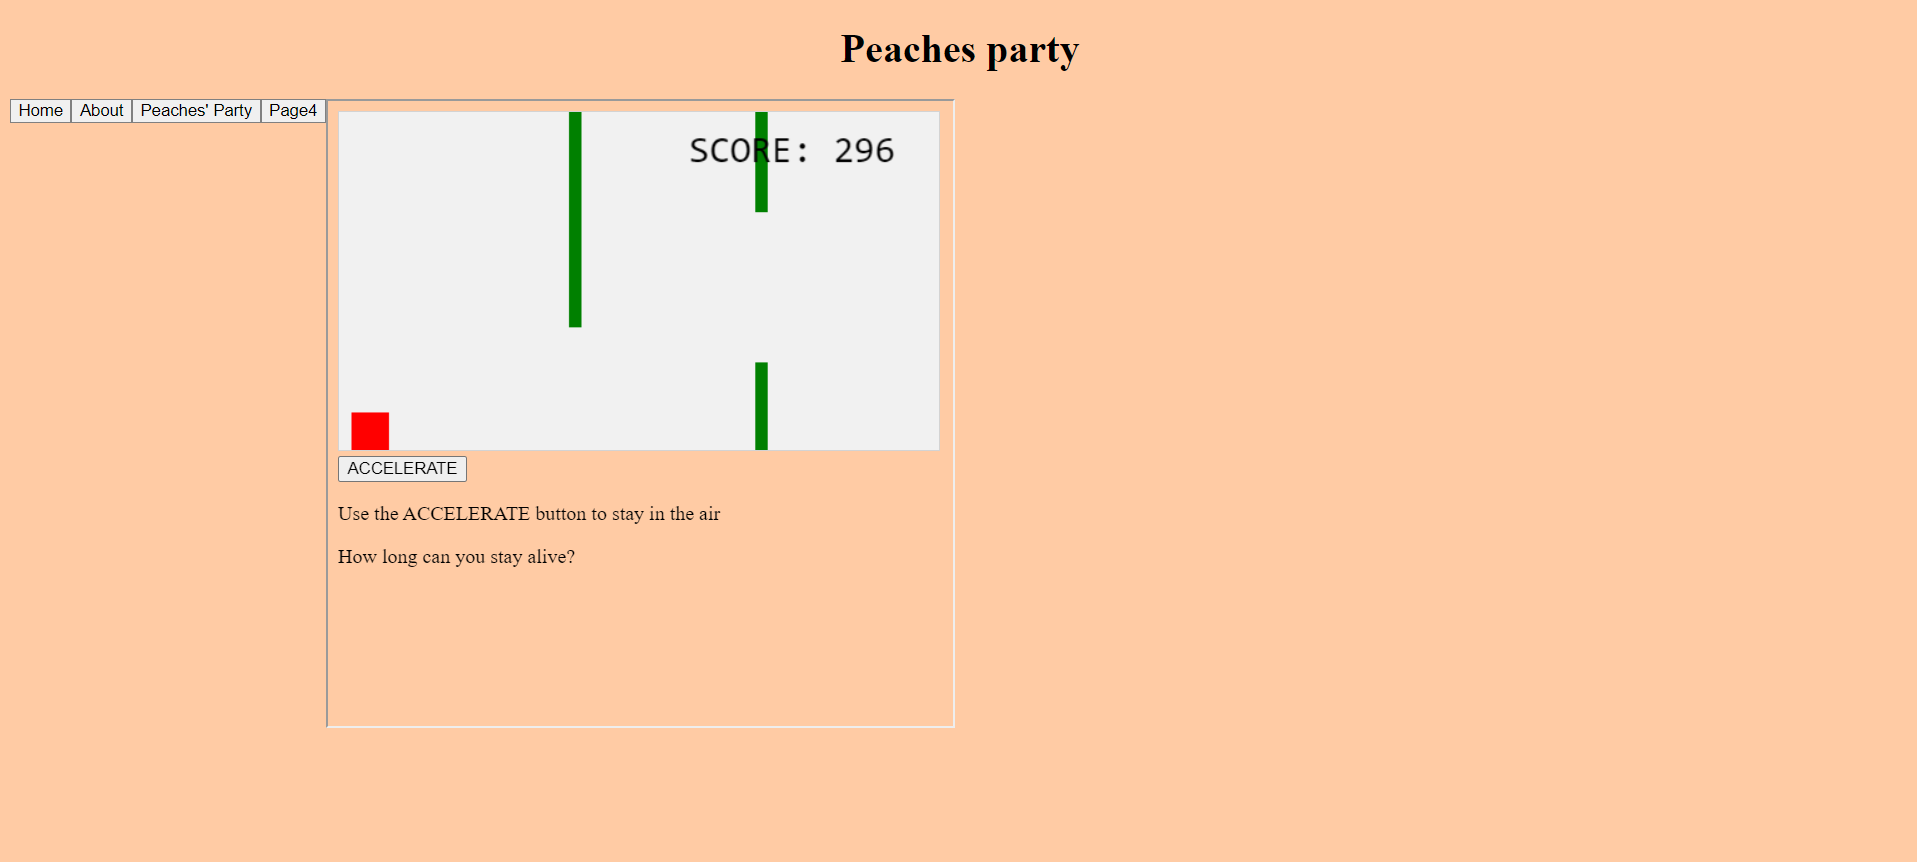 Peaches party
Home About Peaches' Party Page4
SCORE: 296
ACCELERATE
Use the ACCELERATE button to stay in the air
How long can you stay alive?